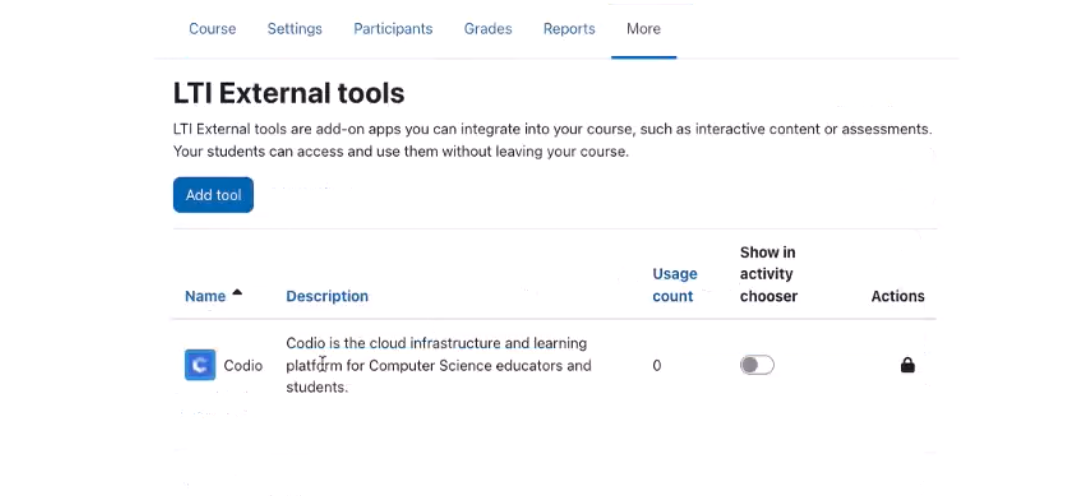 Course Settings Participants Grades Reports More
LTI External tools
LTI External tools are add-on apps you can integrate into your course, such as interactive content or assessments.
Your students can access and use them without leaving your course.
Add tool
Name Description Usage count Show in activity chooser Actions
C Codio
Codio is the cloud infrastructure and learning
platform for Computer Science educators and
students.
0